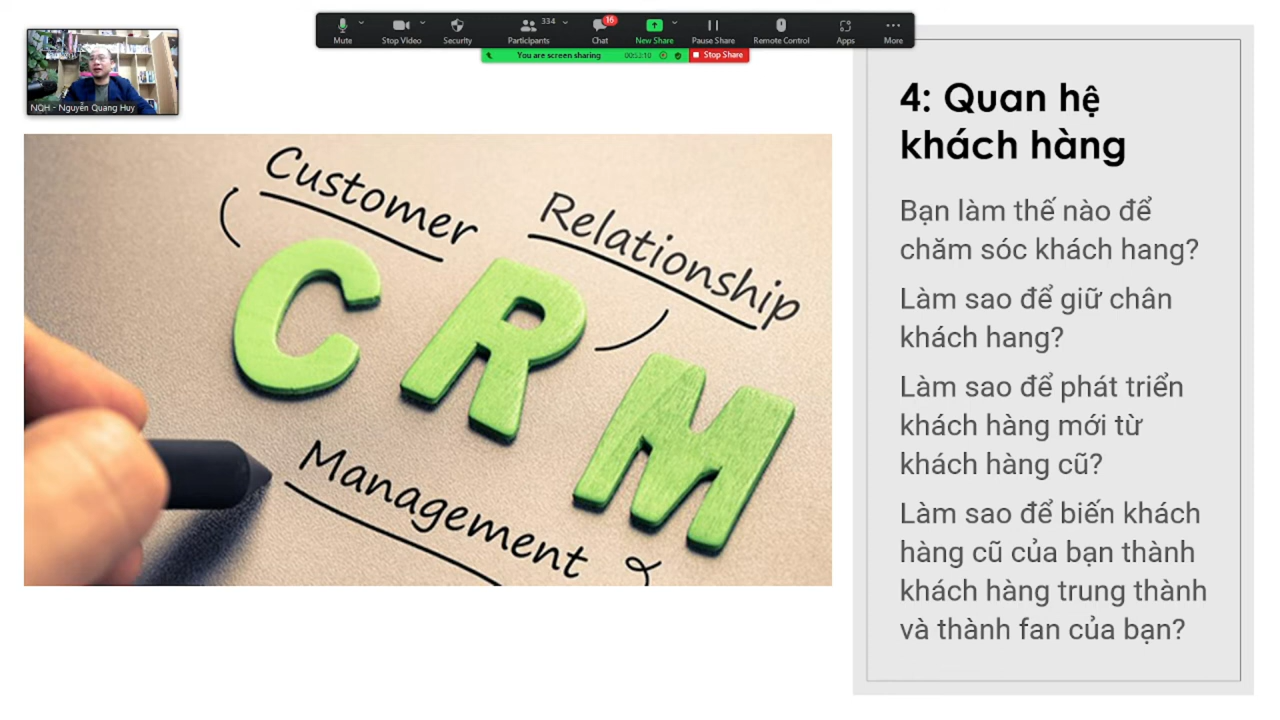 334
16
Mute
Stop Video
Security
Participants
Chat
New Share
Pause Share
Remote Control
Apps
More
You are screen sharing
00:53:10
Stop Share
NQH - Nguyễn Quang Huy
Customer
Relationship
CRM
Management
4: Quan hệ
khách hàng
Bạn làm thế nào để
chăm sóc khách hang?
Làm sao để giữ chân
khách hang?
Làm sao để phát triển
khách hàng mới từ
khách hàng cũ?
Làm sao để biến khách
hàng cũ của bạn thành
khách hàng trung thành
và thành fan của bạn?